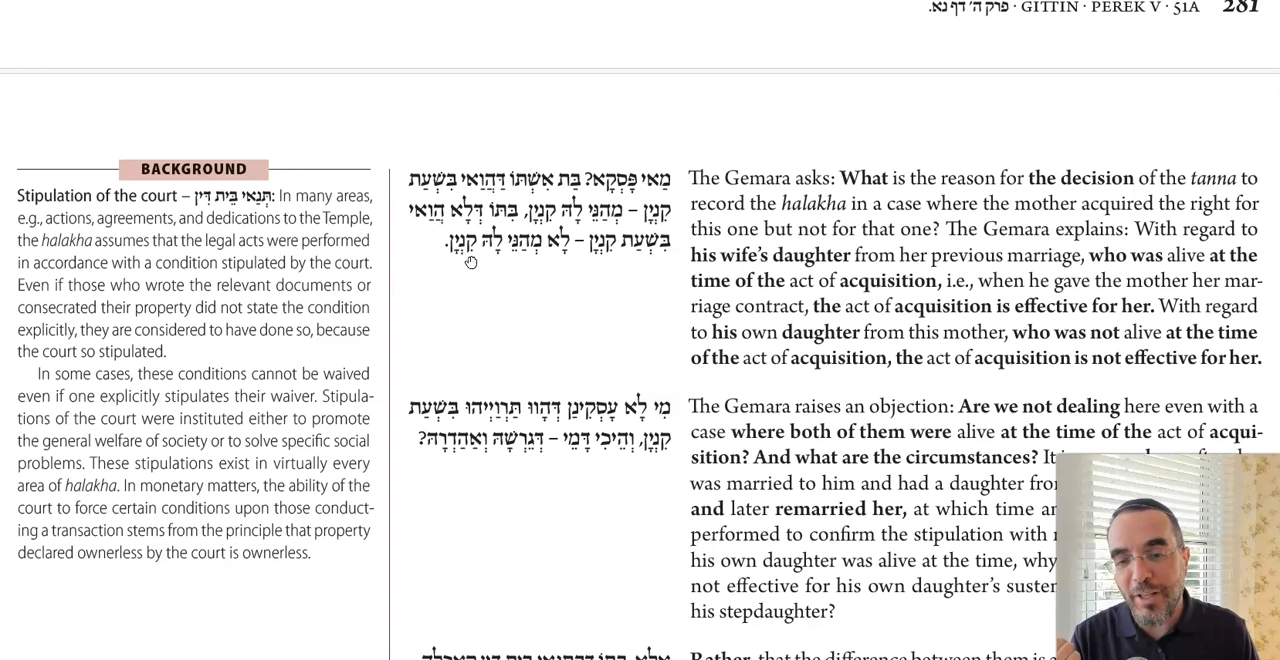 פרק ה׳ דף נא. · GITTIN · PEREK V · 51A 281
BACKGROUND
Stipulation of the court – תְּנַאי בֵּית דִּין: In many areas,
e.g., actions, agreements, and dedications to the Temple,
the halakha assumes that the legal acts were performed
in accordance with a condition stipulated by the court.
Even if those who wrote the relevant documents or
consecrated their property did not state the condition
explicitly, they are considered to have done so, because
the court so stipulated.
In some cases, these conditions cannot be waived
even if one explicitly stipulates their waiver. Stipula-
tions of the court were instituted either to promote
the general welfare of society or to solve specific social
problems. These stipulations exist in virtually every
area of halakha. In monetary matters, the ability of the
court to force certain conditions upon those conduct-
ing a transaction stems from the principle that property
declared ownerless by the court is ownerless.
מַאי פָּסְקָא? בַּת אִשְׁתּוֹ דַּהֲוַאי בִּשְׁעַת
קִנְיָן – מְהַנֵּי לָהּ קִנְיָן, בִּתּוֹ דְּלָא הֲוַאי
בִּשְׁעַת קִנְיָן – לָא מְהַנֵּי לָהּ קִנְיָן.
The Gemara asks: What is the reason for the decision of the tanna to
record the halakha in a case where the mother acquired the right for
this one but not for that one? The Gemara explains: With regard to
his wife's daughter from her previous marriage, who was alive at the
time of the act of acquisition, i.e., when he gave the mother her mar-
riage contract, the act of acquisition is effective for her. With regard
to his own daughter from this mother, who was not alive at the time
of the act of acquisition, the act of acquisition is not effective for her.
מִי לָא עָסְקִינַן דַּהֲווֹ תַּרְוַיְיהוּ בִּשְׁעַת
קִנְיָן, וְהֵיכִי דָּמֵי – דְּגֵרְשָׁהּ וְאַהְדְּרָהּ?
The Gemara raises an objection: Are we not dealing here even with a
case where both of them were alive at the time of the act of acqui-
sition? And what are the circumstances? It
was married to him and had a daughter
and later remarried her, at which time
performed to confirm the stipulation with
his own daughter was alive at the time, why
not effective for his own daughter's
his stepdaughter?
Rather, that the difference between them is